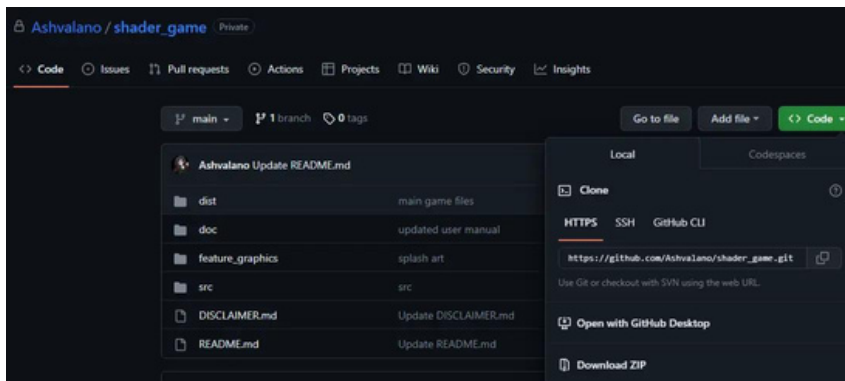 Ashvalano / shader_game Private
<> Code Issues Pull requests Actions Projects Wiki Security Insights
main 1 branch 0 tags Go to file Add file <> Code
Local Codespaces
Ashvalano Update README.md
Clone
dist main game files
HTTPS SSH GitHub CLI
doc updated user manual
feature_graphics splash art
https://github.com/Ashvalano/shader_game.git
Use Git or checkout with SVN using the web URL.
src src
DISCLAIMER.md Update DISCLAIMER.md
Open with GitHub Desktop
README.md Update README.md
Download ZIP